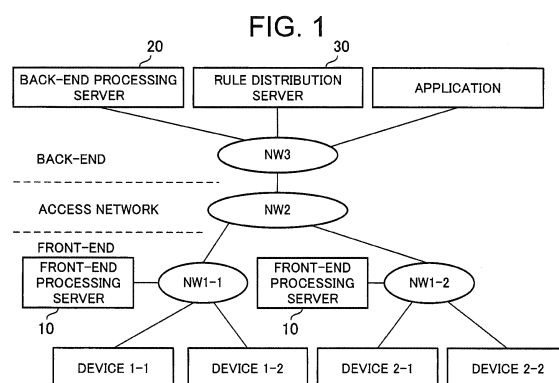 FIG. 1
20
30
BACK-END PROCESSING
SERVER
RULE DISTRIBUTION
SERVER
APPLICATION
NW3
BACK-END
ACCESS NETWORK
NW2
FRONT-END
FRONT-END
PROCESSING
SERVER
NW1-1
FRONT-END
PROCESSING
SERVER
NW1-2
10
10
DEVICE 1-1
DEVICE 1-2
DEVICE 2-1
DEVICE 2-2